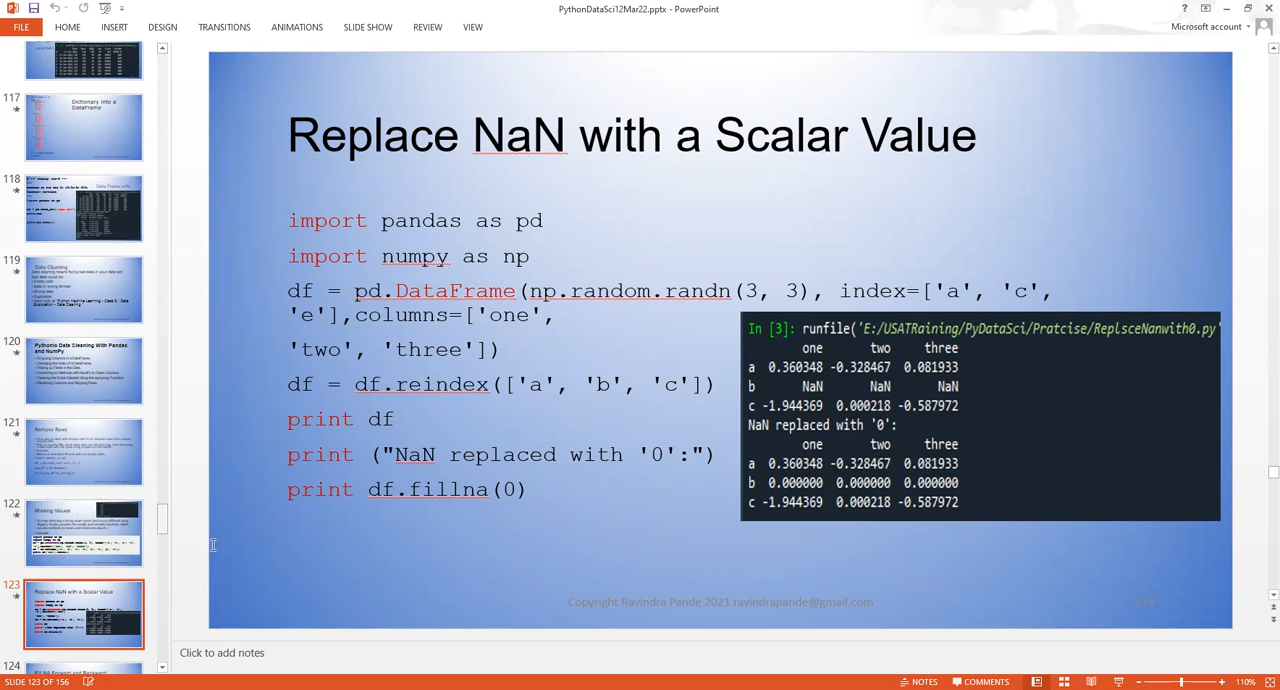 PythonDataSci12Mar22.pptx - PowerPoint
FILE HOME INSERT DESIGN TRANSITIONS ANIMATIONS SLIDE SHOW REVIEW VIEW
Microsoft account
117
Dictionary into a
DataFrame
118
119
Data Cleaning
120
Pythonic Data Cleaning With Pandas
and NumPy
121
Remove Rows
122
Missing Values
123
Replace NaN with a Scalar Value
124
Replace NaN with a Scalar Value
import pandas as pd
import numpy as np
df = pd.DataFrame(np.random.randn(3, 3), index=['a', 'c',
'e'],columns=['one',
'two', 'three'])
df = df.reindex(['a', 'b', 'c'])
print df
print ("NaN replaced with '0':")
print df.fillna(0)
In [3]: runfile('E:/USATRaining/PyDataSci/Pratcise/ReplsceNanwith0.py'
one two three
a 0.360348 -0.328467 0.081933
b NaN NaN NaN
c -1.944369 0.000218 -0.587972
NaN replaced with '0':
one two three
a 0.360348 -0.328467 0.081933
b 0.000000 0.000000 0.000000
c -1.944369 0.000218 -0.587972
Copyright Ravindra Pande 2021 ravindrapande@gmail.com
123
Click to add notes
SLIDE 123 OF 156
NOTES COMMENTS
110%